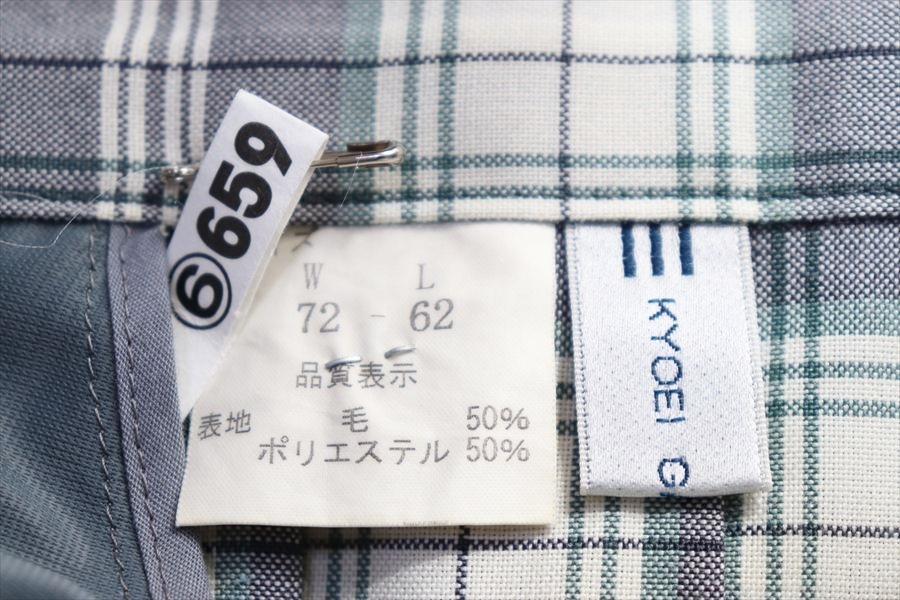 ⑥659
ズ
W L
72 - 62
品質表示
表地 毛 50%
ポリエステル 50%
KYOEI